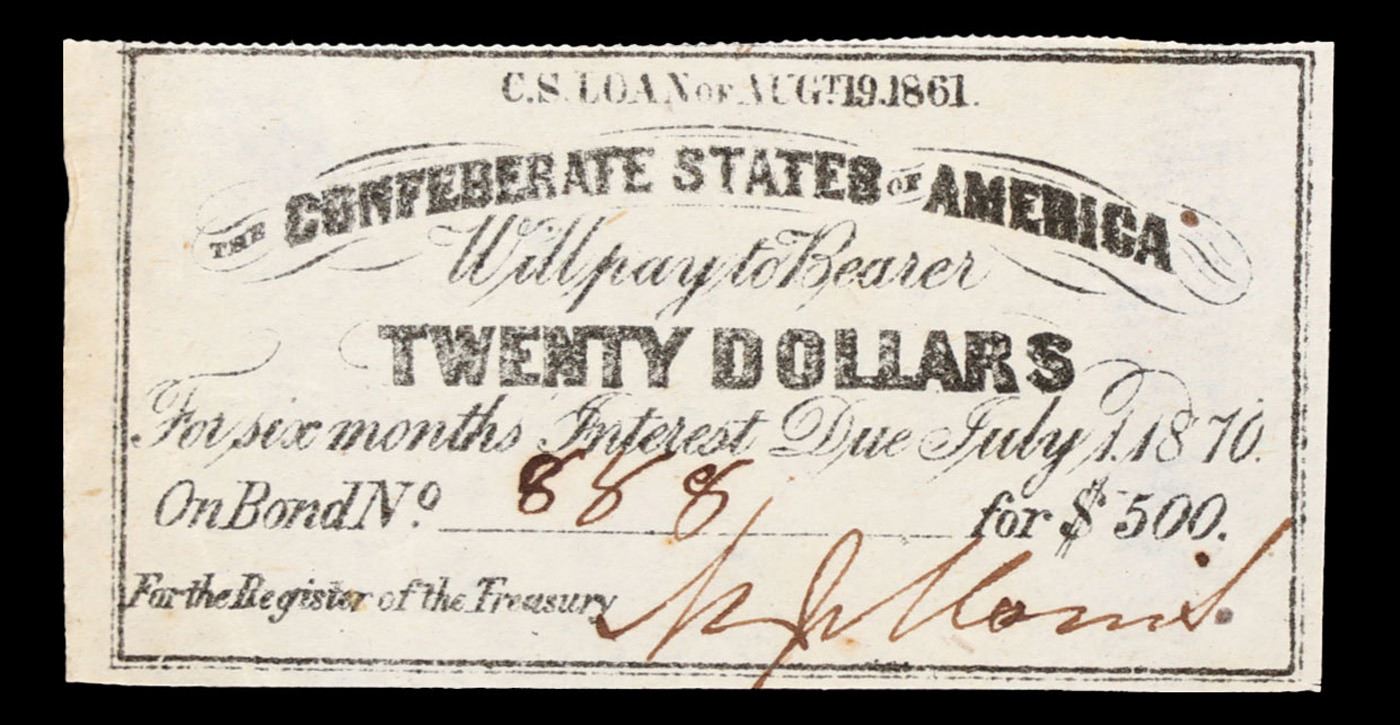 C.S. LOAN OF AUGT. 19. 1861.
THE CONFEDERATE STATES OF AMERICA
Will pay to Bearer
TWENTY DOLLARS
For six months Interest Due July 1. 1870.
On Bond No. 888 for $500.
For the Register of the Treasury